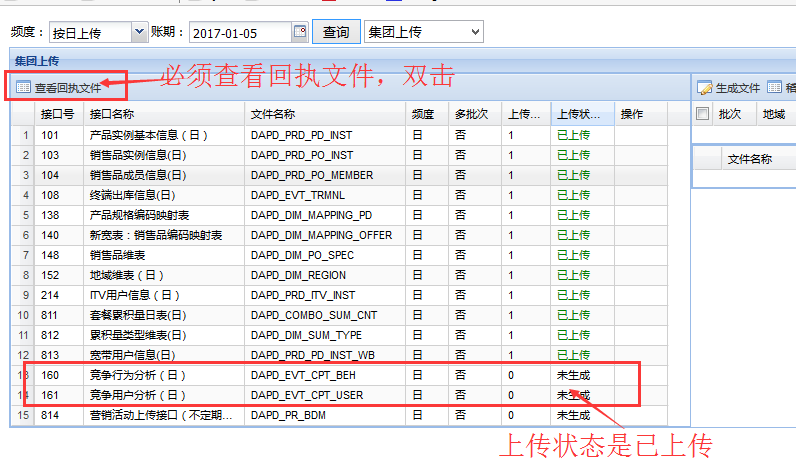 频度： 按日上传 账期： 2017-01-05 查询 集团上传
集团上传
查看回执文件 必须查看回执文件，双击 生成文件
接口号 接口名称 文件名称 频度 多批次 上传... 上传状... 操作 批次 地域
1 101 产品实例基本信息（日） DAPD_PRD_PD_INST 日 否 1 已上传
2 103 销售品实例信息(日) DAPD_PRD_PO_INST 日 否 1 已上传
文件名称
3 104 销售品成员信息(日) DAPD_PRD_PO_MEMBER 日 否 1 已上传
4 108 终端出库信息(日) DAPD_EVT_TRMNL 日 否 1 已上传
5 138 产品规格编码映射表 DAPD_DIM_MAPPING_PD 日 否 1 已上传
6 140 新宽表：销售品编码映射表 DAPD_DIM_MAPPING_OFFER 日 否 1 已上传
7 148 销售品维表 DAPD_DIM_PO_SPEC 日 否 1 已上传
8 152 地域维表（日） DAPD_DIM_REGION 日 否 1 已上传
9 214 ITV用户信息（日） DAPD_PRD_ITV_INST 日 否 1 已上传
10 811 套餐累积量日表(日) DAPD_COMBO_SUM_CNT 日 否 1 已上传
11 812 累积量类型维表(日) DAPD_DIM_SUM_TYPE 日 否 1 已上传
12 813 宽带用户信息(日) DAPD_PRD_PD_INST_WB 日 否 1 已上传
13 160 竞争行为分析（日） DAPD_EVT_CPT_BEH 日 否 0 未生成
14 161 竞争用户分析（日） DAPD_EVT_CPT_USER 日 否 0 未生成
15 814 营销活动上传接口（不定期... DAPD_PR_BDM 日 否 0 未生成
上传状态是已上传